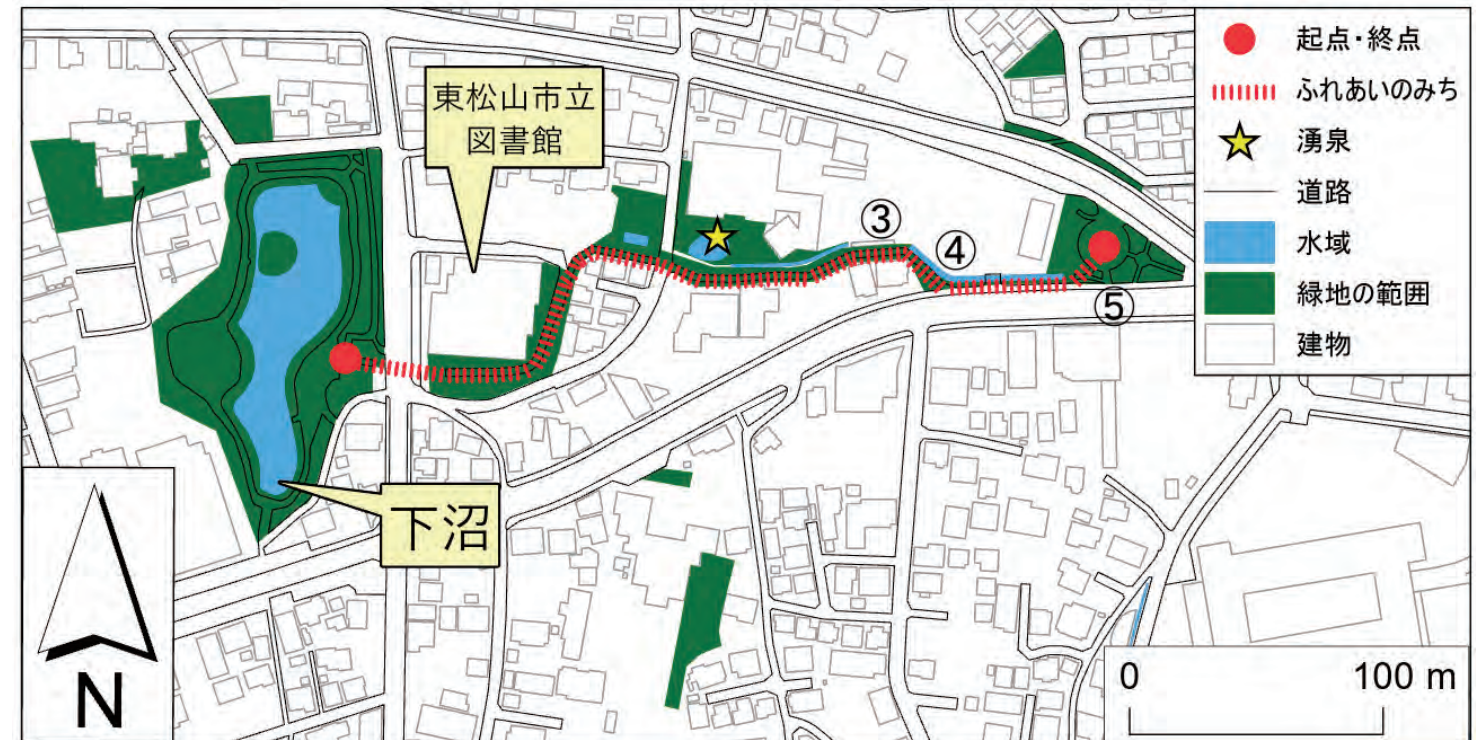 東松山市立
図書館
③
④
⑤
下沼
起点・終点
ふれあいのみち
湧泉
道路
水域
緑地の範囲
建物
N
0 100 m